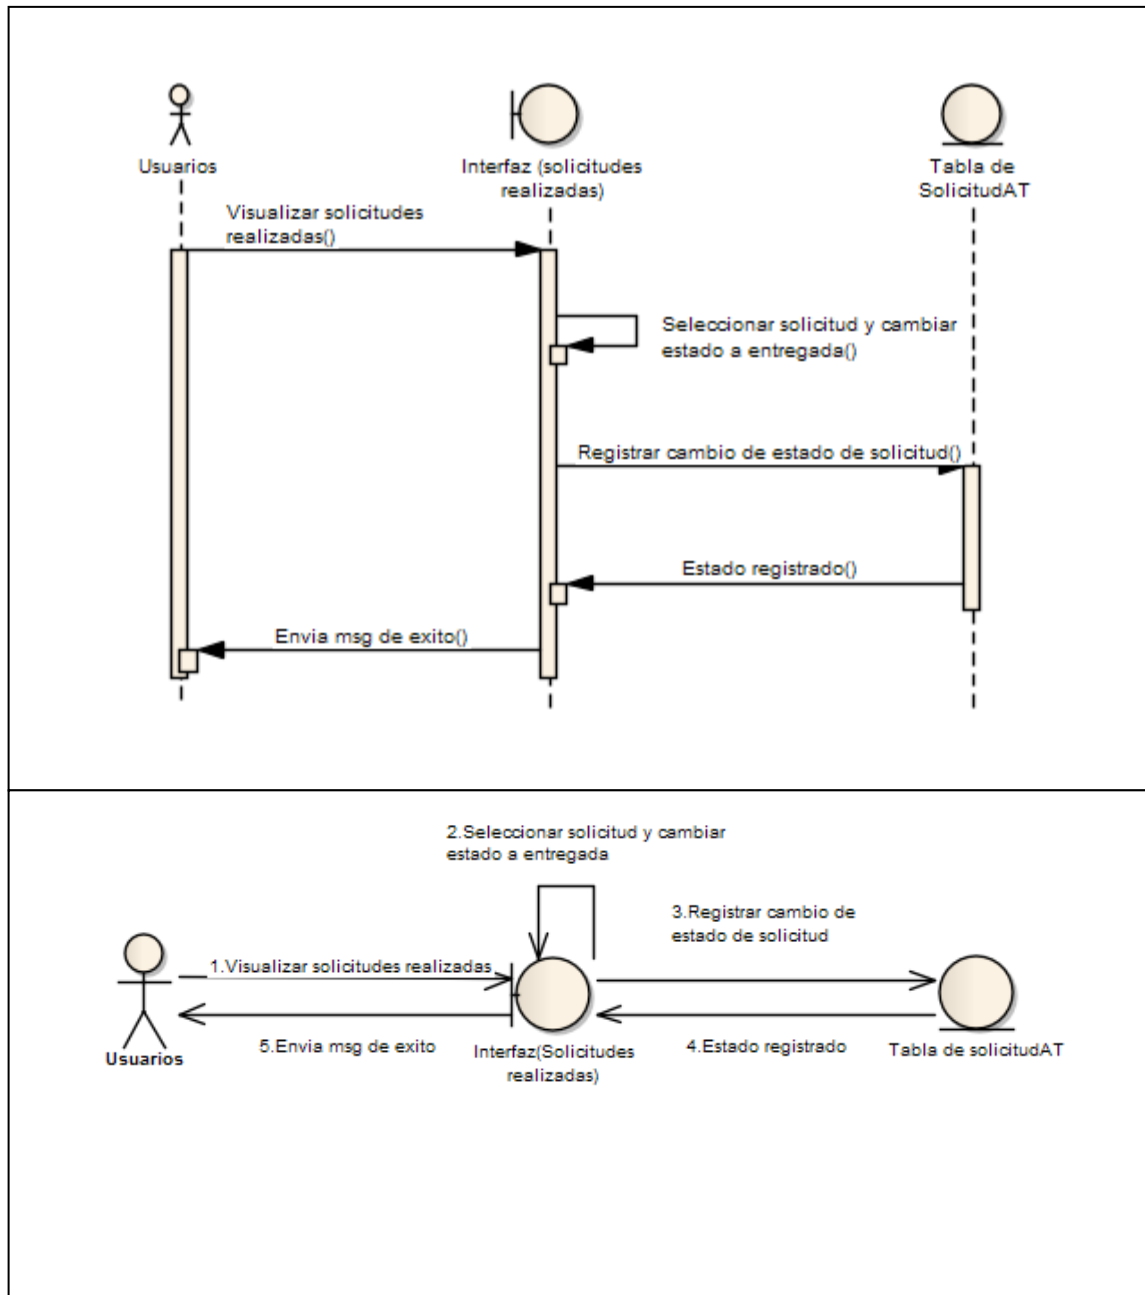 Usuarios
Interfaz (solicitudes
realizadas)
Tabla de
SolicitudAT
Visualizar solicitudes
realizadas()
Seleccionar solicitud y cambiar
estado a entregada()
Registrar cambio de estado de solicitud()
Estado registrado()
Envia msg de exito()
2.Seleccionar solicitud y cambiar
estado a entregada
3.Registrar cambio de
estado de solicitud
1.Visualizar solicitudes realizadas
5.Envia msg de exito
4.Estado registrado
Usuarios
Interfaz(Solicitudes
realizadas)
Tabla de solicitudAT